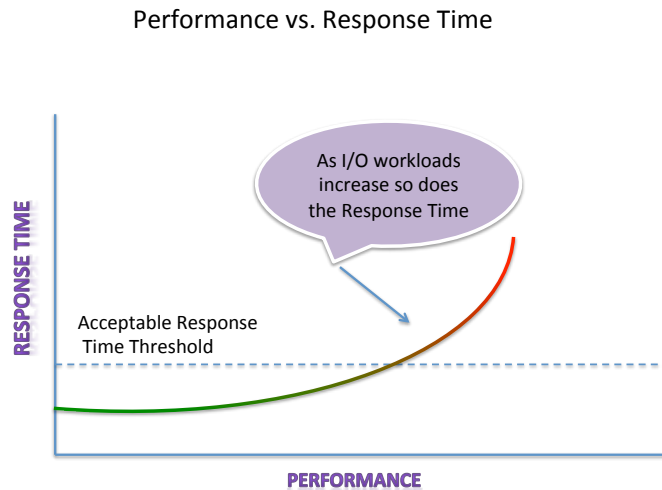 Performance vs. Response Time
As I/O workloads
increase so does
the Response Time
RESPONSE TIME
Acceptable Response
Time Threshold
PERFORMANCE